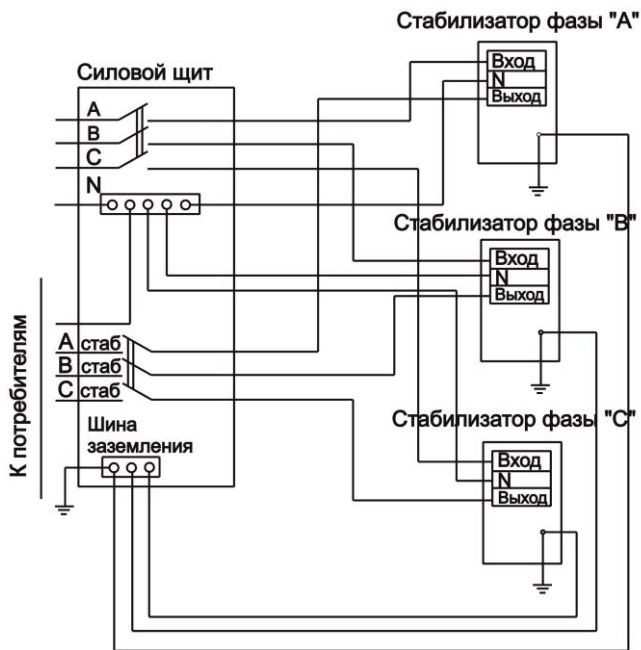 Стабилизатор фазы "А"
Силовой щит
Вход
N
Выход
A
B
C
N
Стабилизатор фазы "В"
Вход
N
Выход
К потребителям
А стаб
В стаб
С стаб
Стабилизатор фазы "С"
Шина
заземления
Вход
N
Выход